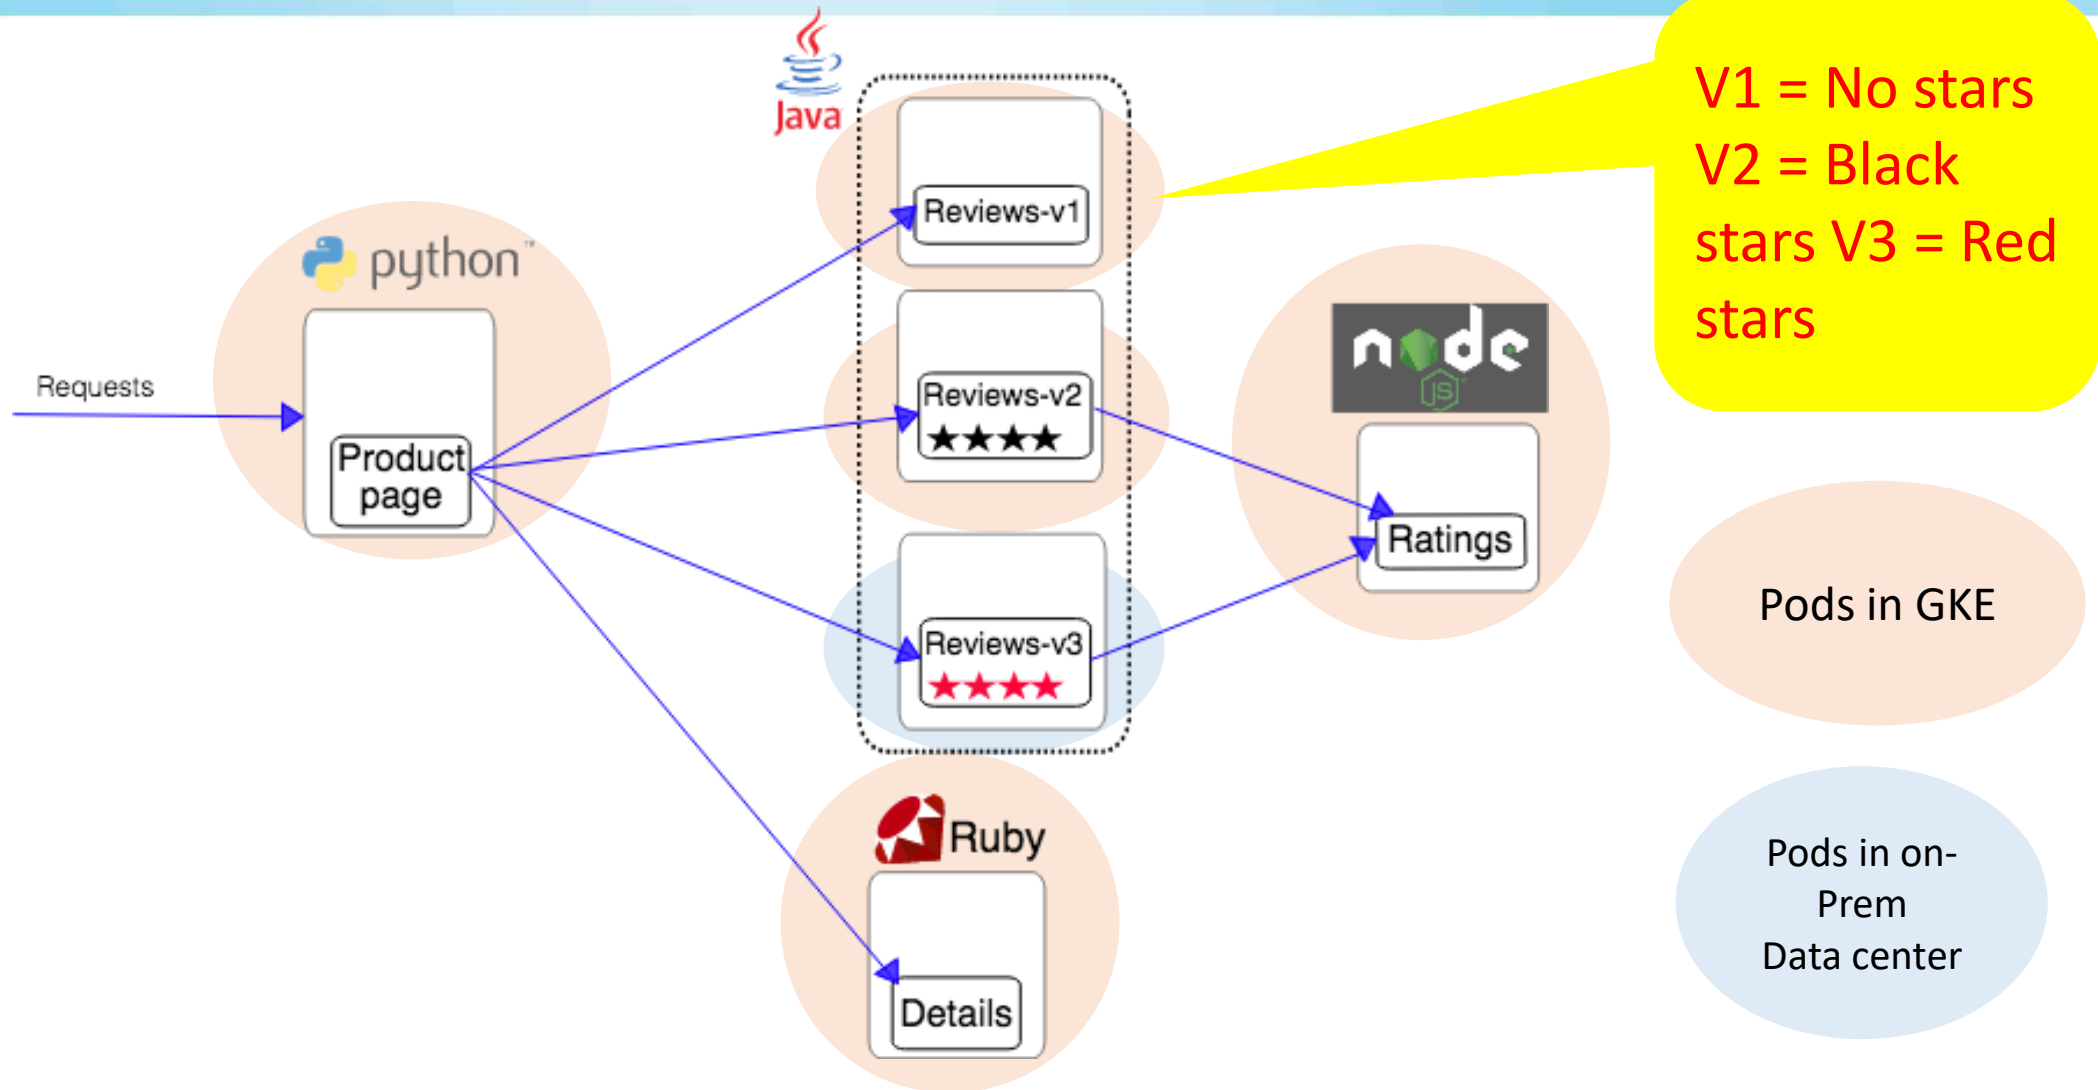 Java
V1 = No stars
V2 = Black
stars V3 = Red
stars
Reviews-v1
python™
node
JS
Requests
Reviews-v2
★★★★
Product
page
Ratings
Reviews-v3
★★★★
Pods in GKE
Ruby
Pods in on-
Prem
Data center
Details